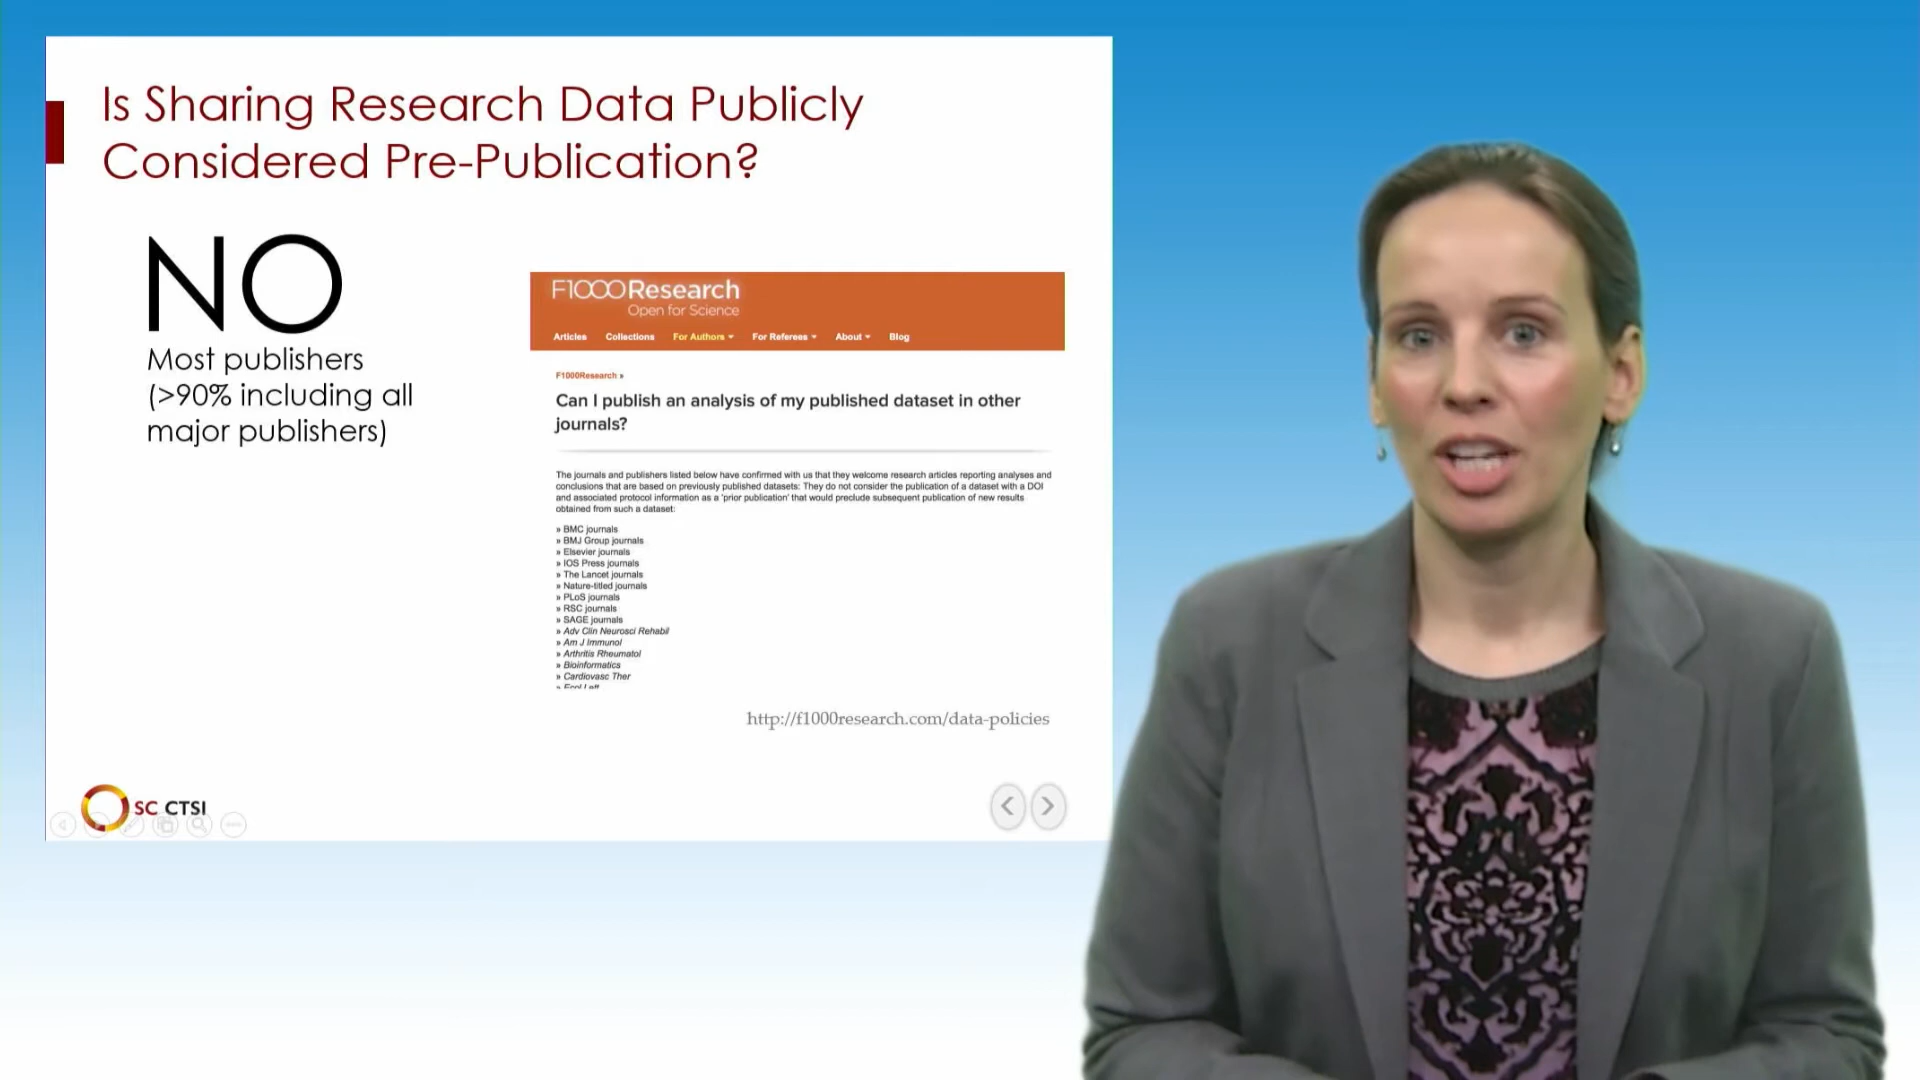 Is Sharing Research Data Publicly
Considered Pre-Publication?
NO
Most publishers
(>90% including all
major publishers)
F1000Research
Open for Science
Articles Collections For Authors For Referees About Blog
F1000Research »
Can I publish an analysis of my published dataset in other
journals?
The journals and publishers listed below have confirmed with us that they welcome research articles reporting analyses and
conclusions that are based on previously published datasets: They do not consider the publication of a dataset with a DOI
and associated protocol information as a 'prior publication' that would preclude subsequent publication of new results
obtained from such a dataset:
» BMC journals
» BMJ Group journals
» Elsevier journals
» IOS Press journals
» The Lancet journals
» Nature-titled journals
» PLoS journals
» RSC journals
» SAGE journals
» Adv Clin Neurosci Rehabil
» Am J Immunol
» Arthritis Rheumatol
» Bioinformatics
» Cardiovasc Ther
http://f1000research.com/data-policies
SC CTSI